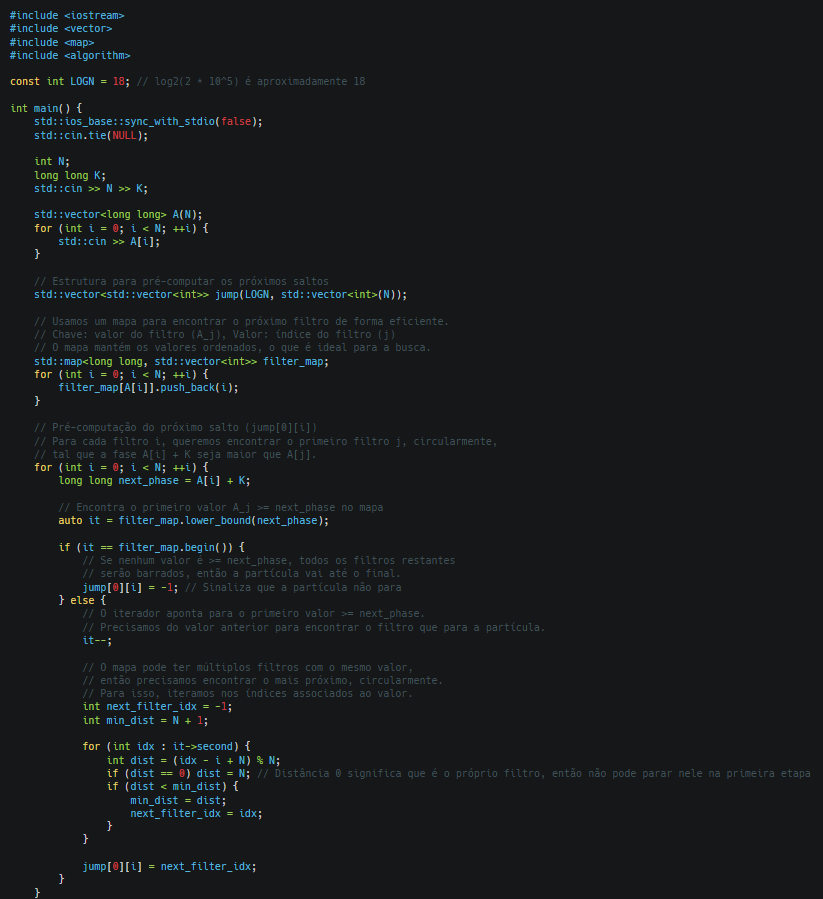 #include <iostream>
#include <vector>
#include <map>
#include <algorithm>

const int LOGN = 18; // log2(2 * 10^5) é aproximadamente 18

int main() {
    std::ios_base::sync_with_stdio(false);
    std::cin.tie(NULL);

    int N;
    long long K;
    std::cin >> N >> K;

    std::vector<long long> A(N);
    for (int i = 0; i < N; ++i) {
        std::cin >> A[i];
    }

    // Estrutura para pré-computar os próximos saltos
    std::vector<std::vector<int>> jump(LOGN, std::vector<int>(N));

    // Usamos um mapa para encontrar o próximo filtro de forma eficiente.
    // Chave: valor do filtro (A_j), Valor: índice do filtro (j)
    // O mapa mantém os valores ordenados, o que é ideal para a busca.
    std::map<long long, std::vector<int>> filter_map;
    for (int i = 0; i < N; ++i) {
        filter_map[A[i]].push_back(i);
    }

    // Pré-computação do próximo salto (jump[0][i])
    // Para cada filtro i, queremos encontrar o primeiro filtro j, circularmente,
    // tal que a fase A[i] + K seja maior que A[j].
    for (int i = 0; i < N; ++i) {
        long long next_phase = A[i] + K;

        // Encontra o primeiro valor A_j >= next_phase no mapa
        auto it = filter_map.lower_bound(next_phase);

        if (it == filter_map.begin()) {
            // Se nenhum valor é >= next_phase, todos os filtros restantes
            // serão barrados, então a partícula vai até o final.
            jump[0][i] = -1; // Sinaliza que a partícula não para
        } else {
            // O iterador aponta para o primeiro valor >= next_phase.
            // Precisamos do valor anterior para encontrar o filtro que para a partícula.
            it--;

            // O mapa pode ter múltiplos filtros com o mesmo valor,
            // então precisamos encontrar o mais próximo, circularmente.
            // Para isso, iteramos nos índices associados ao valor.
            int next_filter_idx = -1;
            int min_dist = N + 1;

            for (int idx : it->second) {
                int dist = (idx - i + N) % N;
                if (dist == 0) dist = N; // Distância 0 significa que é o próprio filtro, então não pode parar nele na primeira etapa
                if (dist < min_dist) {
                    min_dist = dist;
                    next_filter_idx = idx;
                }
            }

            jump[0][i] = next_filter_idx;
        }
    }